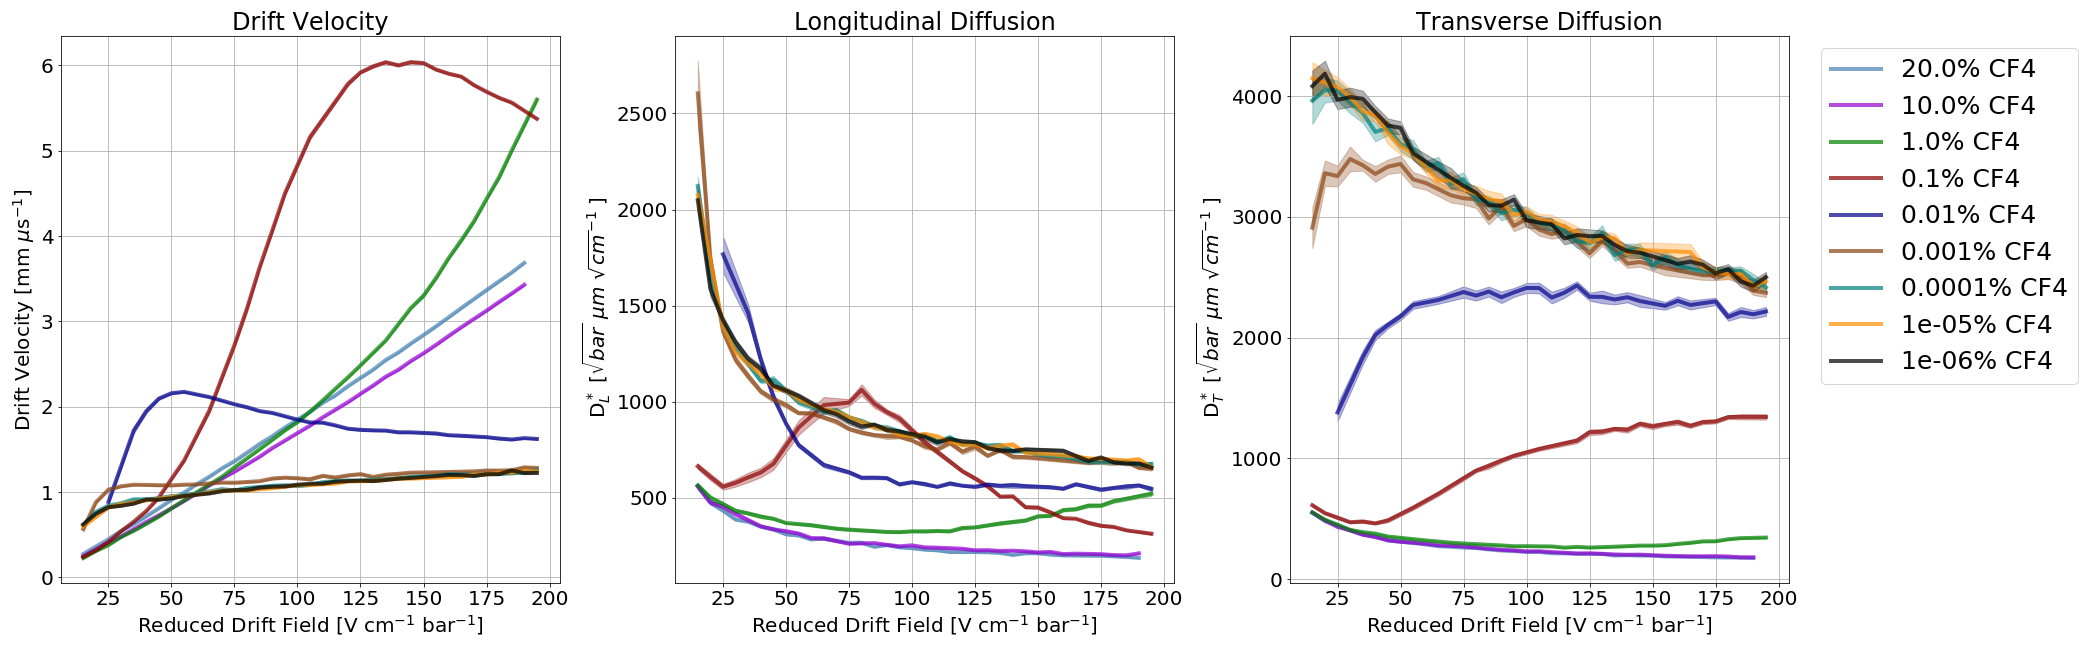 Drift Velocity
Drift Velocity [mm μs⁻¹]
6
5
4
3
2
1
0
25 50 75 100 125 150 175 200
Reduced Drift Field [V cm⁻¹ bar⁻¹]
Longitudinal Diffusion
D_L* [√bar μm √cm⁻¹ ]
2500
2000
1500
1000
500
25 50 75 100 125 150 175 200
Reduced Drift Field [V cm⁻¹ bar⁻¹]
Transverse Diffusion
D_T* [√bar μm √cm⁻¹ ]
4000
3000
2000
1000
0
25 50 75 100 125 150 175 200
Reduced Drift Field [V cm⁻¹ bar⁻¹]
20.0% CF4
10.0% CF4
1.0% CF4
0.1% CF4
0.01% CF4
0.001% CF4
0.0001% CF4
1e-05% CF4
1e-06% CF4